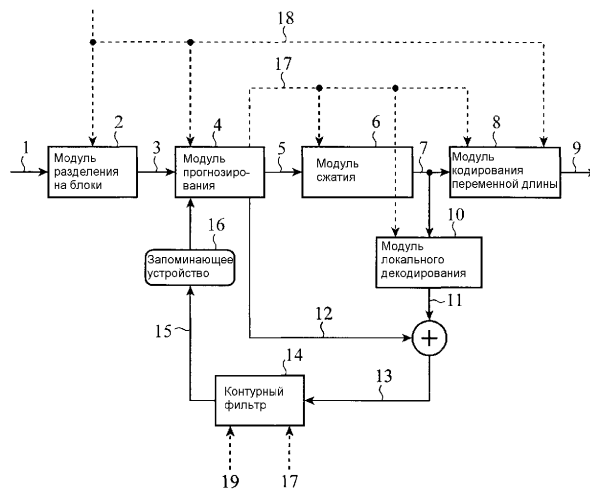 18
17
1
2
3
4
5
6
7
8
9
Модуль
разделения
на блоки
Модуль
прогнозиро-
вания
Модуль
сжатия
Модуль
кодирования
переменной длины
10
16
Модуль
локального
декодирования
Запоминающее
устройство
11
12
15
+
14
13
Контурный
фильтр
19
17